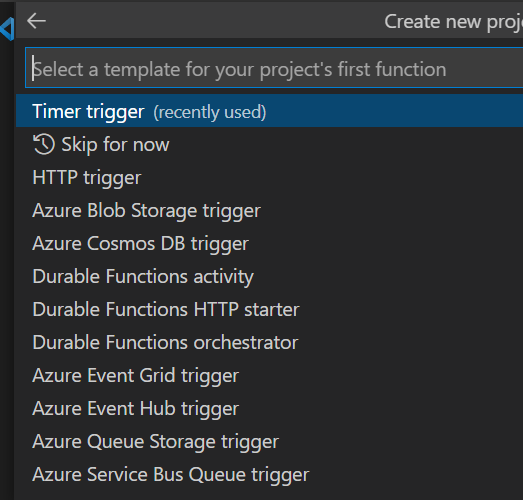 Create new proj
Select a template for your project's first function
Timer trigger (recently used)
Skip for now
HTTP trigger
Azure Blob Storage trigger
Azure Cosmos DB trigger
Durable Functions activity
Durable Functions HTTP starter
Durable Functions orchestrator
Azure Event Grid trigger
Azure Event Hub trigger
Azure Queue Storage trigger
Azure Service Bus Queue trigger